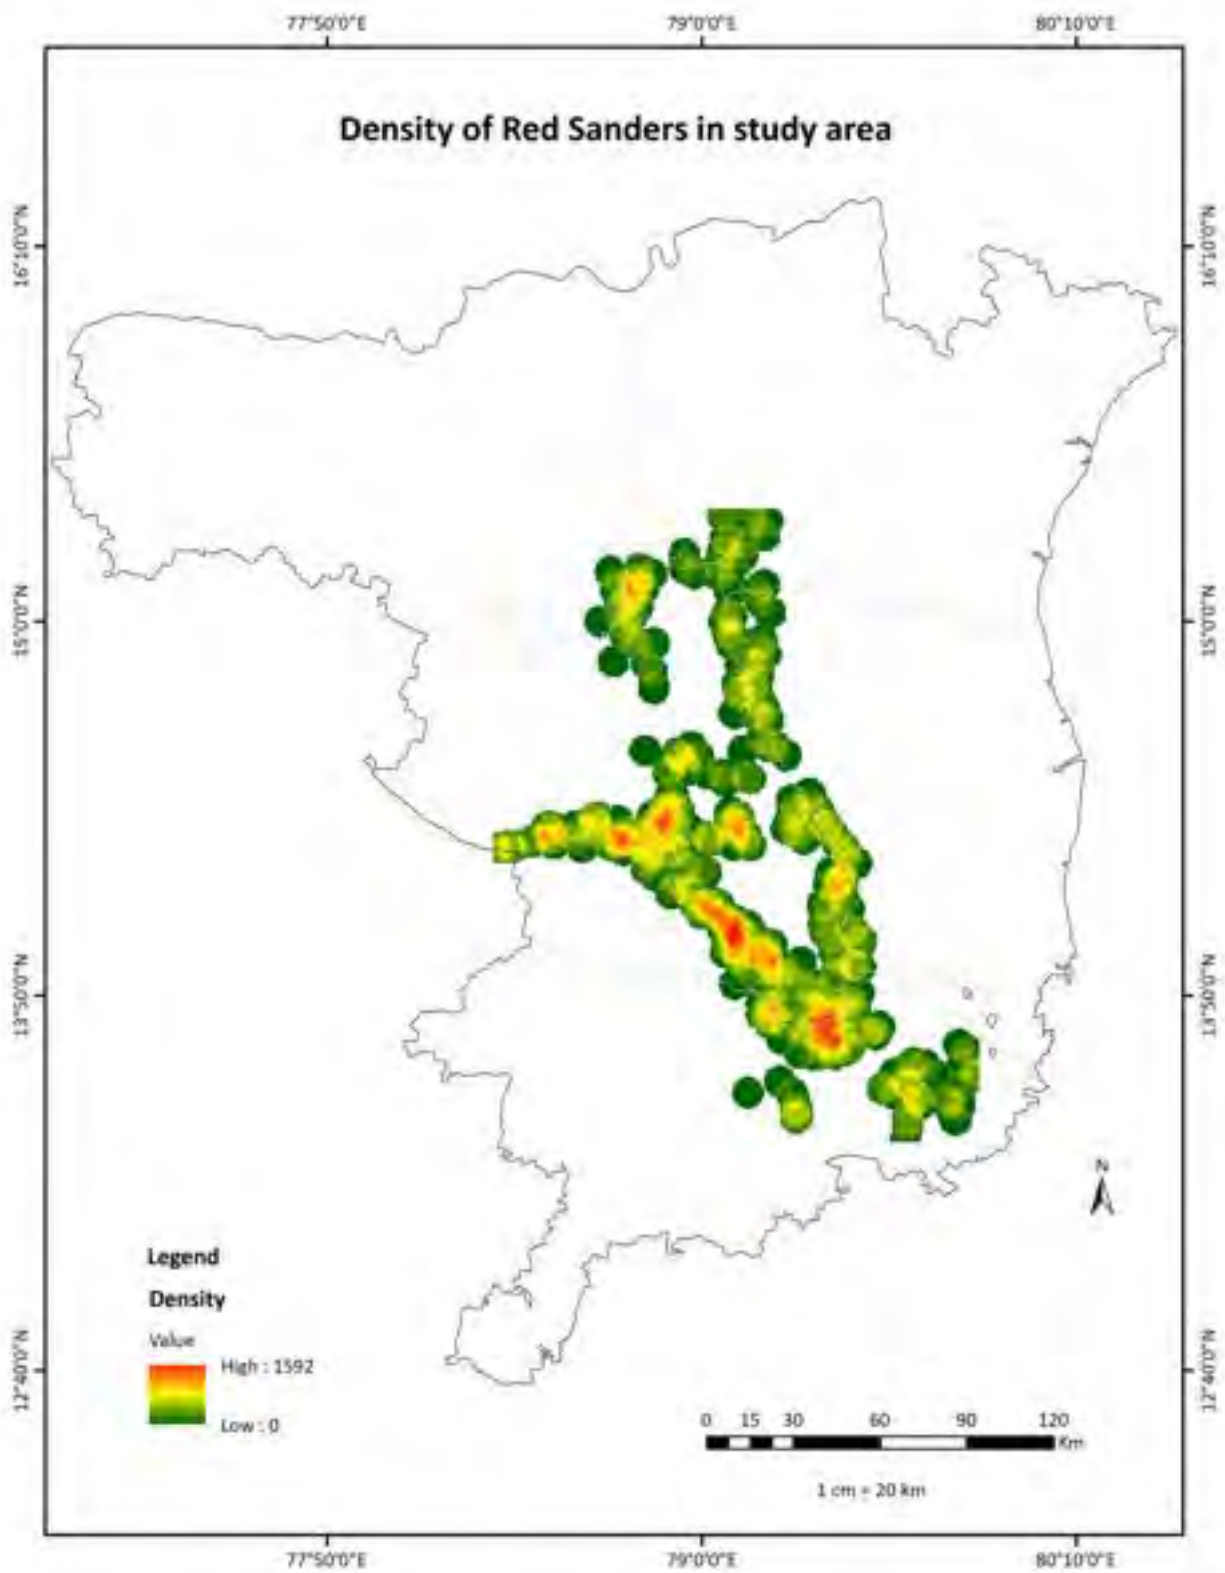 77°50'0"E 79°0'0"E 80°10'0"E
Density of Red Sanders in study area
16°10'0"N 16°10'0"N
15°0'0"N 15°0'0"N
13°50'0"N 13°50'0"N
N
Legend
Density
Value
High : 1592
Low : 0
12°40'0"N 12°40'0"N
0 15 30 60 90 120
Km
1 cm = 20 km
77°50'0"E 79°0'0"E 80°10'0"E